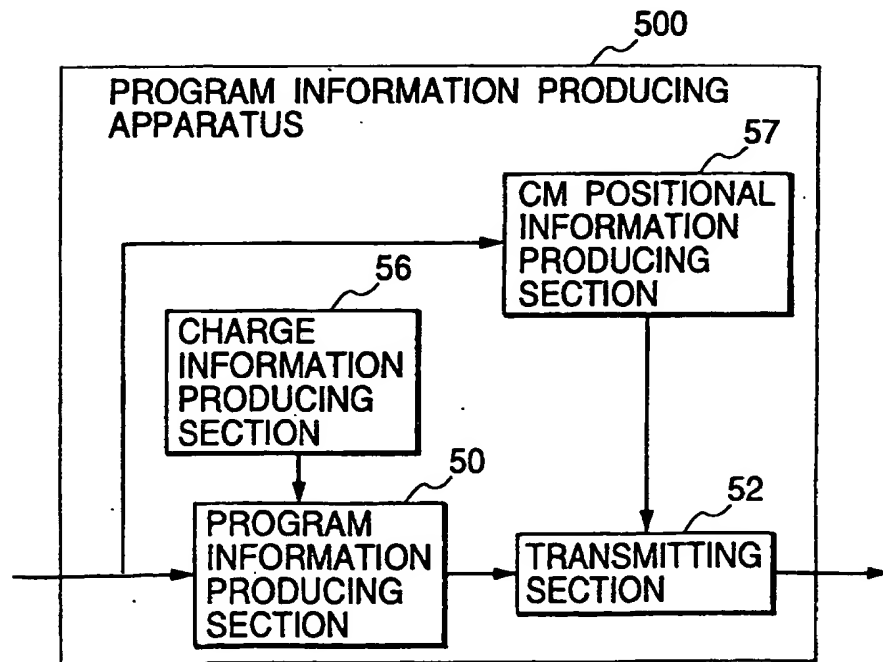 500
PROGRAM INFORMATION PRODUCING
APPARATUS
57
CM POSITIONAL
INFORMATION
PRODUCING
SECTION
56
CHARGE
INFORMATION
PRODUCING
SECTION
50
PROGRAM
INFORMATION
PRODUCING
SECTION
52
TRANSMITTING
SECTION